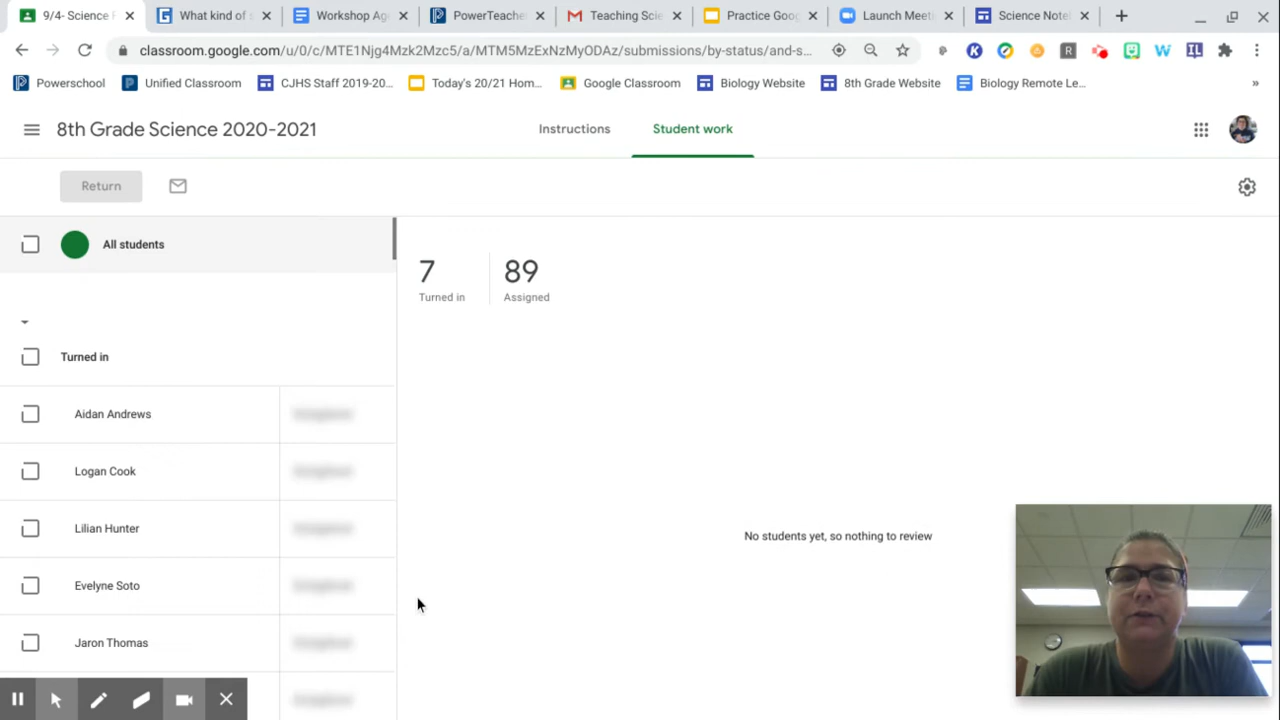 9/4- Science
What kind of
Workshop Ag
PowerTeache
Teaching Scie
Practice Goog
Launch Meeti
Science Note
classroom.google.com/u/0/c/MTE1Njg4Mzk2Mzc5/a/MTM5MzExNzMyODAz/submissions/by-status/and-s...
Powerschool
Unified Classroom
CJHS Staff 2019-20...
Today's 20/21 Hom...
Google Classroom
Biology Website
8th Grade Website
Biology Remote Le...
»
8th Grade Science 2020-2021
Instructions
Student work
Return
All students
7
Turned in
89
Assigned
Turned in
Aidan Andrews
Logan Cook
Lilian Hunter
Evelyne Soto
Jaron Thomas
No students yet, so nothing to review